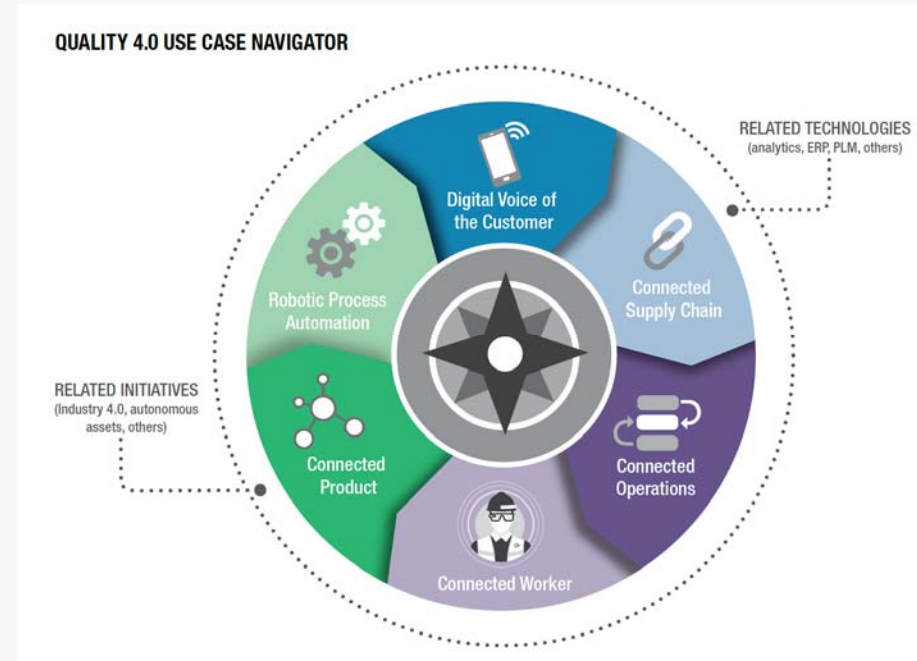 QUALITY 4.0 USE CASE NAVIGATOR
RELATED TECHNOLOGIES
(analytics, ERP, PLM, others)
Digital Voice of
the Customer
Connected
Supply Chain
Robotic Process
Automation
RELATED INITIATIVES
(Industry 4.0, autonomous
assets, others)
Connected
Product
Connected
Operations
Connected Worker